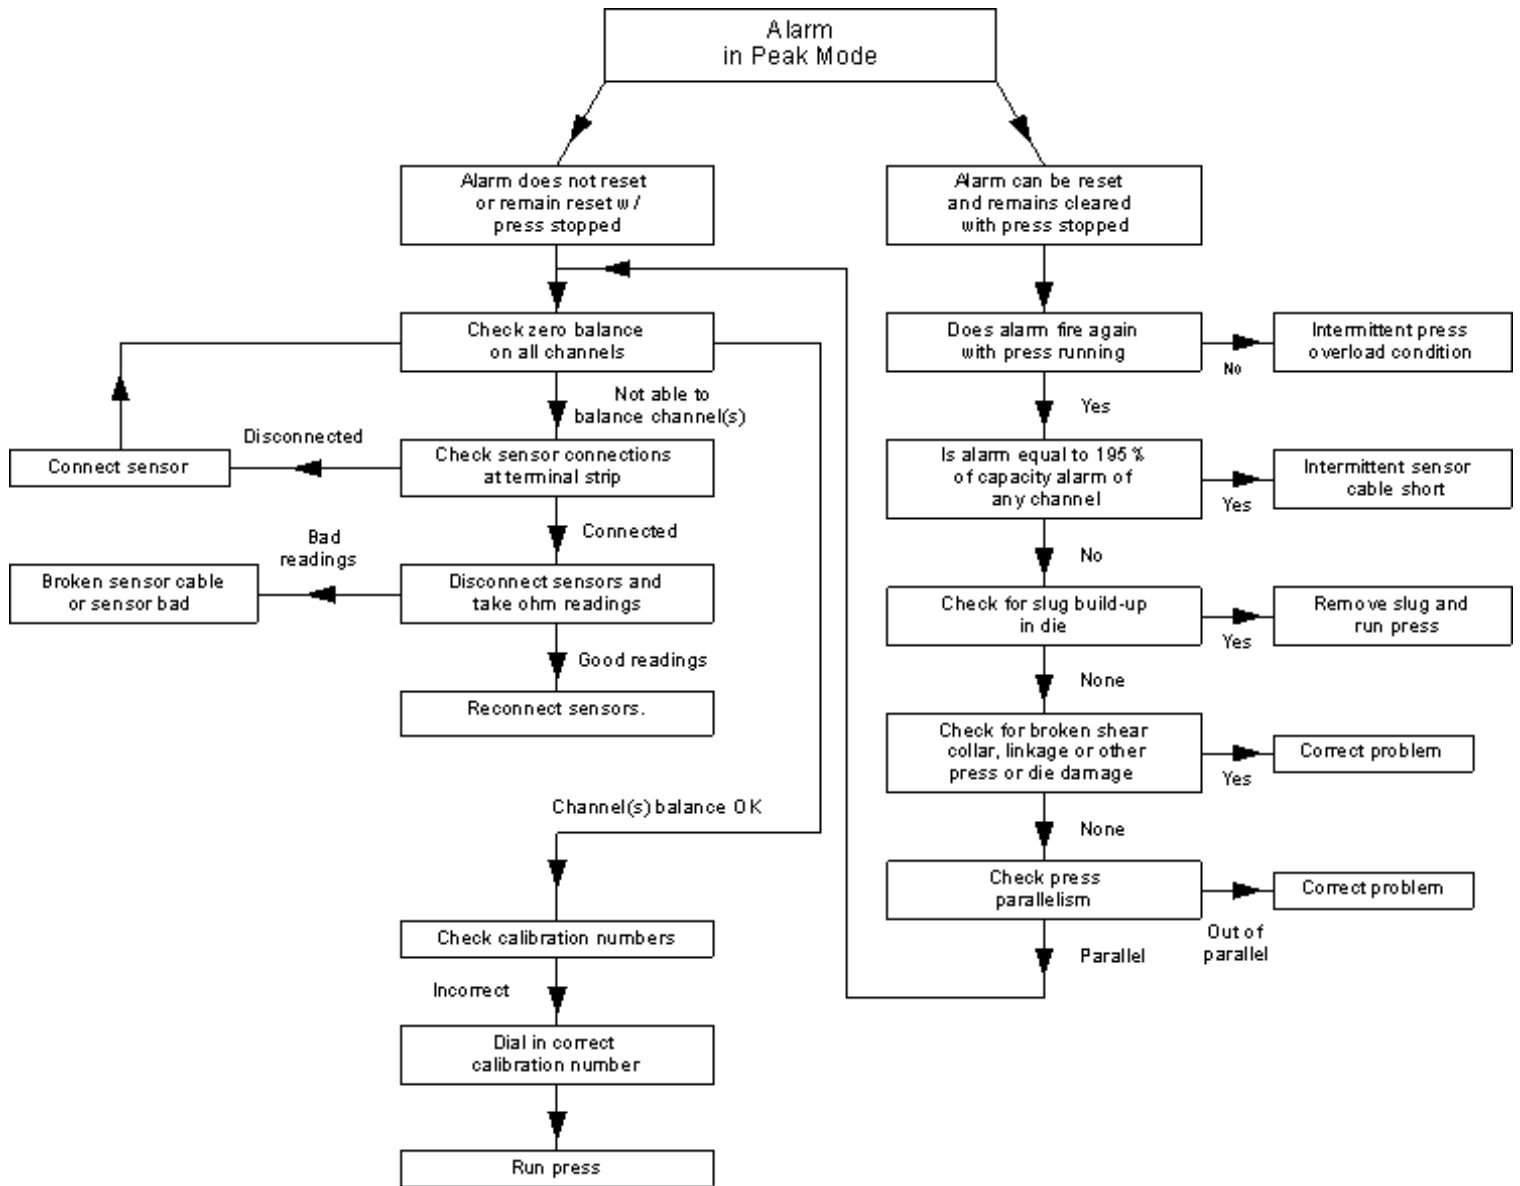 Alarm
in Peak Mode
Alarm does not reset
or remain reset w/
press stopped
Alarm can be reset
and remains cleared
with press stopped
Check zero balance
on all channels
Does alarm fire again
with press running
Intermittent press
overload condition
No
Not able to
balance channel(s)
Yes
Disconnected
Connect sensor
Check sensor connections
at terminal strip
Is alarm equal to 195 %
of capacity alarm of
any channel
Intermittent sensor
cable short
Yes
Bad
readings
Connected
No
Broken sensor cable
or sensor bad
Disconnect sensors and
take ohm readings
Check for slug build-up
in die
Remove slug and
run press
Yes
Good readings
None
Reconnect sensors.
Check for broken shear
collar, linkage or other
press or die damage
Correct problem
Yes
Channel(s) balance OK
None
Check press
parallelism
Correct problem
Out of
parallel
Parallel
Check calibration numbers
Incorrect
Dial in correct
calibration number
Run press